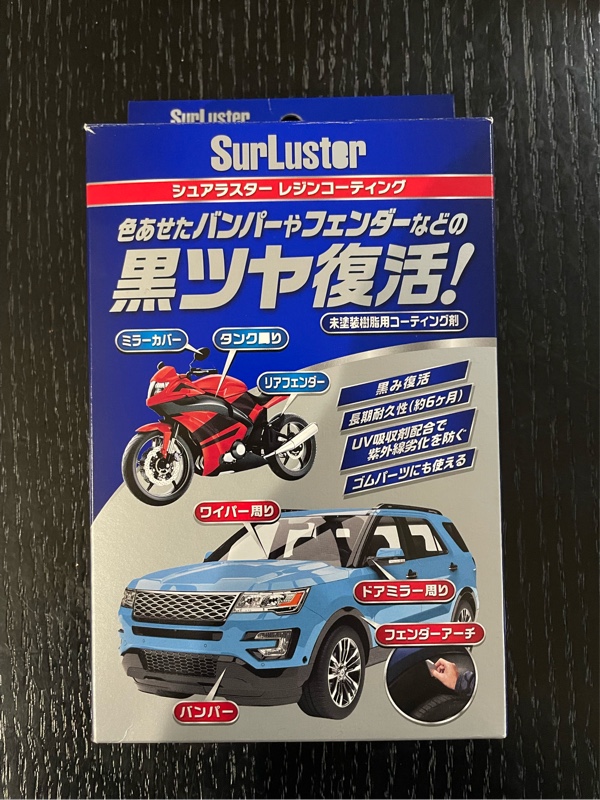 SurLuster
SurLuster
シュアラスター レジンコーティング
色あせたバンパーやフェンダーなどの
黒ツヤ復活!
未塗装樹脂用コーティング剤
ミラーカバー
タンク周り
リアフェンダー
黒み復活
長期耐久性(約6ヶ月)
UV吸収剤配合で
紫外線劣化を防ぐ
ゴムパーツにも使える
ワイパー周り
ドアミラー周り
フェンダーアーチ
バンパー